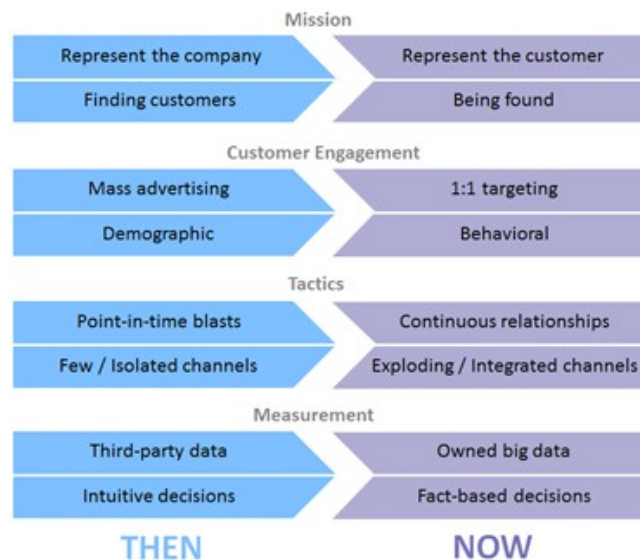 Mission
Represent the company Represent the customer
Finding customers Being found
Customer Engagement
Mass advertising 1:1 targeting
Demographic Behavioral
Tactics
Point-in-time blasts Continuous relationships
Few / Isolated channels Exploding / Integrated channels
Measurement
Third-party data Owned big data
Intuitive decisions Fact-based decisions
THEN NOW